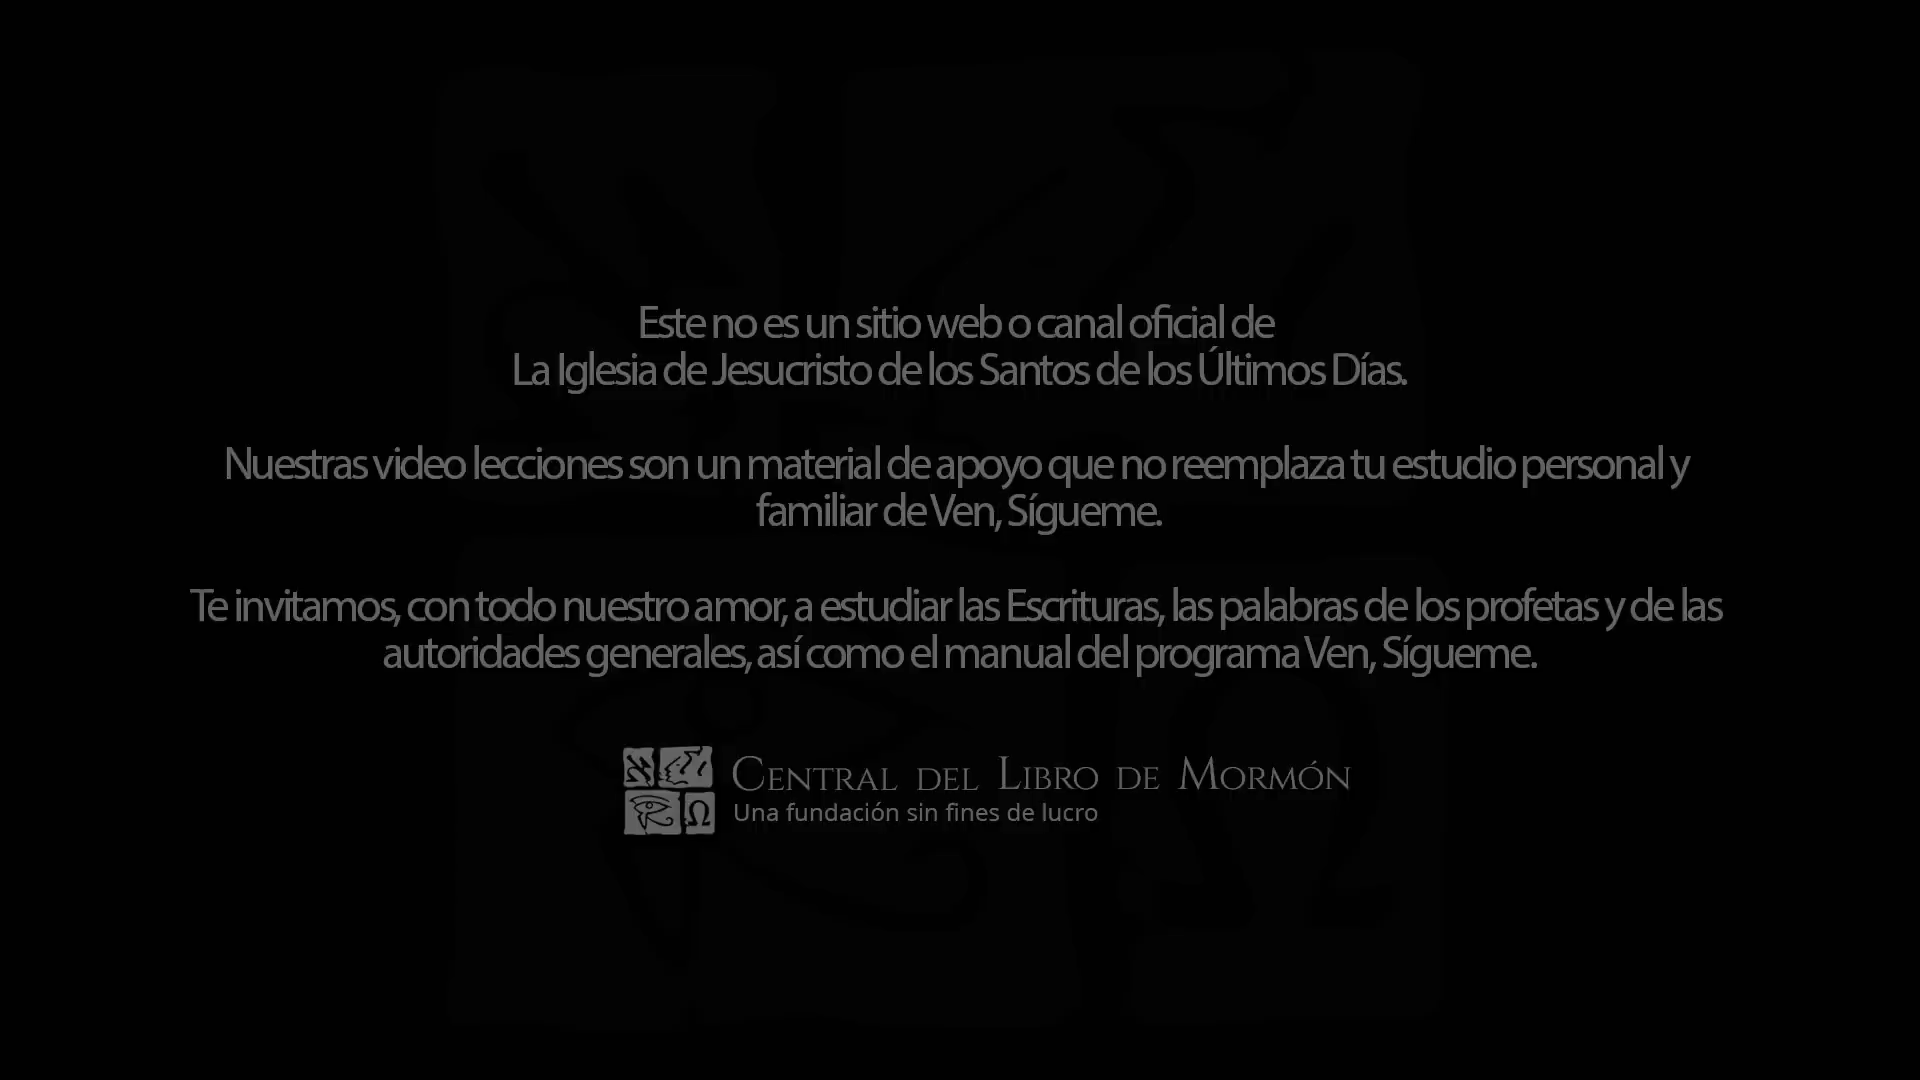 Este no es un sitio web o canal oficial de
La Iglesia de Jesucristo de los Santos de los Últimos Días.
Nuestras video lecciones son un material de apoyo que no reemplaza tu estudio personal y
familiar de Ven, Sígueme.
Te invitamos, con todo nuestro amor, a estudiar las Escrituras, las palabras de los profetas y de las
autoridades generales, así como el manual del programa Ven, Sígueme.
Central del Libro de Mormón
Una fundación sin fines de lucro